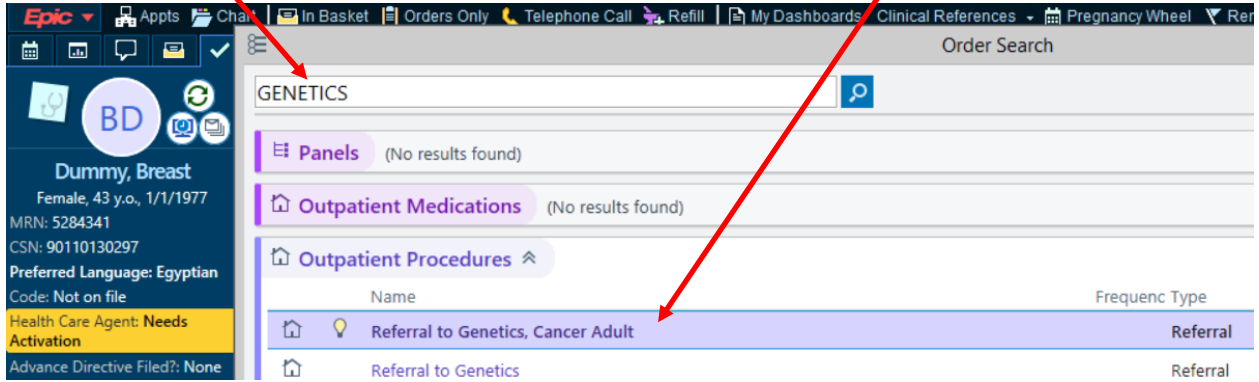 Epic Appts Chart In Basket Orders Only Telephone Call Refill My Dashboards Clinical References Pregnancy Wheel
Order Search
GENETICS
BD
Panels (No results found)
Dummy, Breast
Female, 43 y.o., 1/1/1977
Outpatient Medications (No results found)
MRN: 5284341
CSN: 90110130297
Outpatient Procedures
Preferred Language: Egyptian
Code: Not on file
Name Frequenc Type
Health Care Agent: Needs
Activation
Referral to Genetics, Cancer Adult Referral
Advance Directive Filed?: None
Referral to Genetics Referral